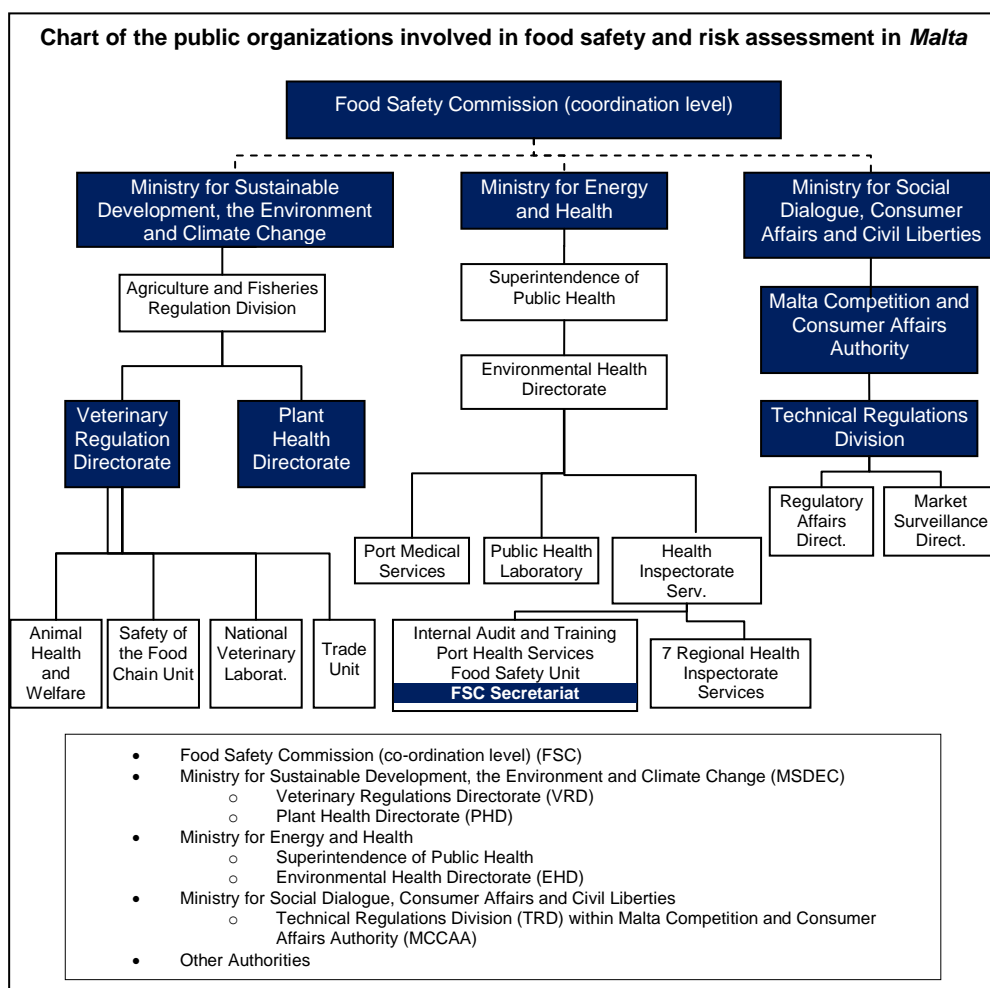 Chart of the public organizations involved in food safety and risk assessment in Malta
Food Safety Commission (coordination level)
Ministry for Sustainable
Development, the Environment
and Climate Change
Ministry for Energy
and Health
Ministry for Social
Dialogue, Consumer
Affairs and Civil Liberties
Agriculture and Fisheries
Regulation Division
Superintendence of
Public Health
Malta Competition and
Consumer Affairs
Authority
Environmental Health
Directorate
Veterinary
Regulation
Directorate
Plant
Health
Directorate
Technical Regulations
Division
Regulatory
Affairs
Direct.
Market
Surveillance
Direct.
Port Medical
Services
Public Health
Laboratory
Health
Inspectorate
Serv.
Animal
Health
and
Welfare
Safety of
the Food
Chain Unit
National
Veterinary
Laborat.
Trade
Unit
Internal Audit and Training
Port Health Services
Food Safety Unit
FSC Secretariat
7 Regional Health
Inspectorate
Services
• Food Safety Commission (co-ordination level) (FSC)
• Ministry for Sustainable Development, the Environment and Climate Change (MSDEC)
o Veterinary Regulations Directorate (VRD)
o Plant Health Directorate (PHD)
• Ministry for Energy and Health
o Superintendence of Public Health
o Environmental Health Directorate (EHD)
• Ministry for Social Dialogue, Consumer Affairs and Civil Liberties
o Technical Regulations Division (TRD) within Malta Competition and Consumer
Affairs Authority (MCCAA)
• Other Authorities